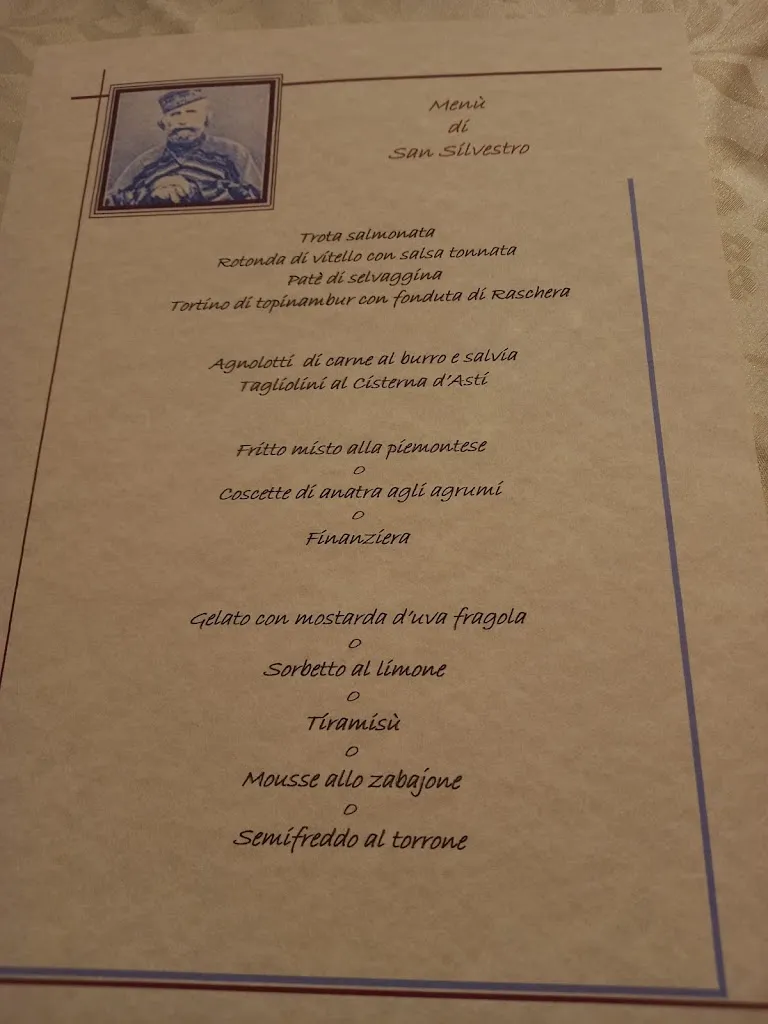 Menù
di
San Silvestro
Trota salmonata
Rotonda di vitello con salsa tonnata
Patè di selvaggina
Tortino di topinambur con fonduta di Raschera
Agnolotti di carne al burro e salvia
Tagliolini al Cisterna d'Asti
Fritto misto alla piemontese
o
Coscette di anatra agli agrumi
o
Finanziera
Gelato con mostarda d'uva fragola
o
Sorbetto al limone
o
Tiramisù
o
Mousse allo zabajone
o
Semifreddo al torrone